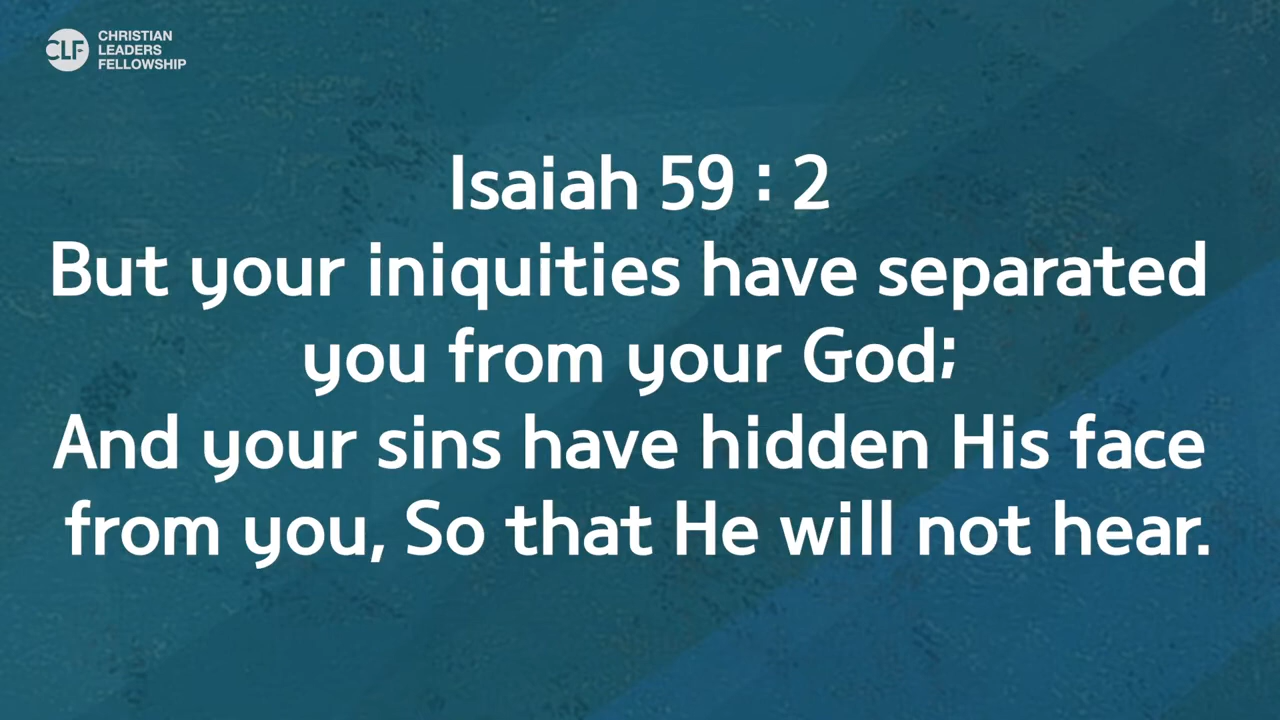 CLF
CHRISTIAN
LEADERS
FELLOWSHIP
Isaiah 59 : 2
But your iniquities have separated
you from your God;
And your sins have hidden His face
from you, So that He will not hear.